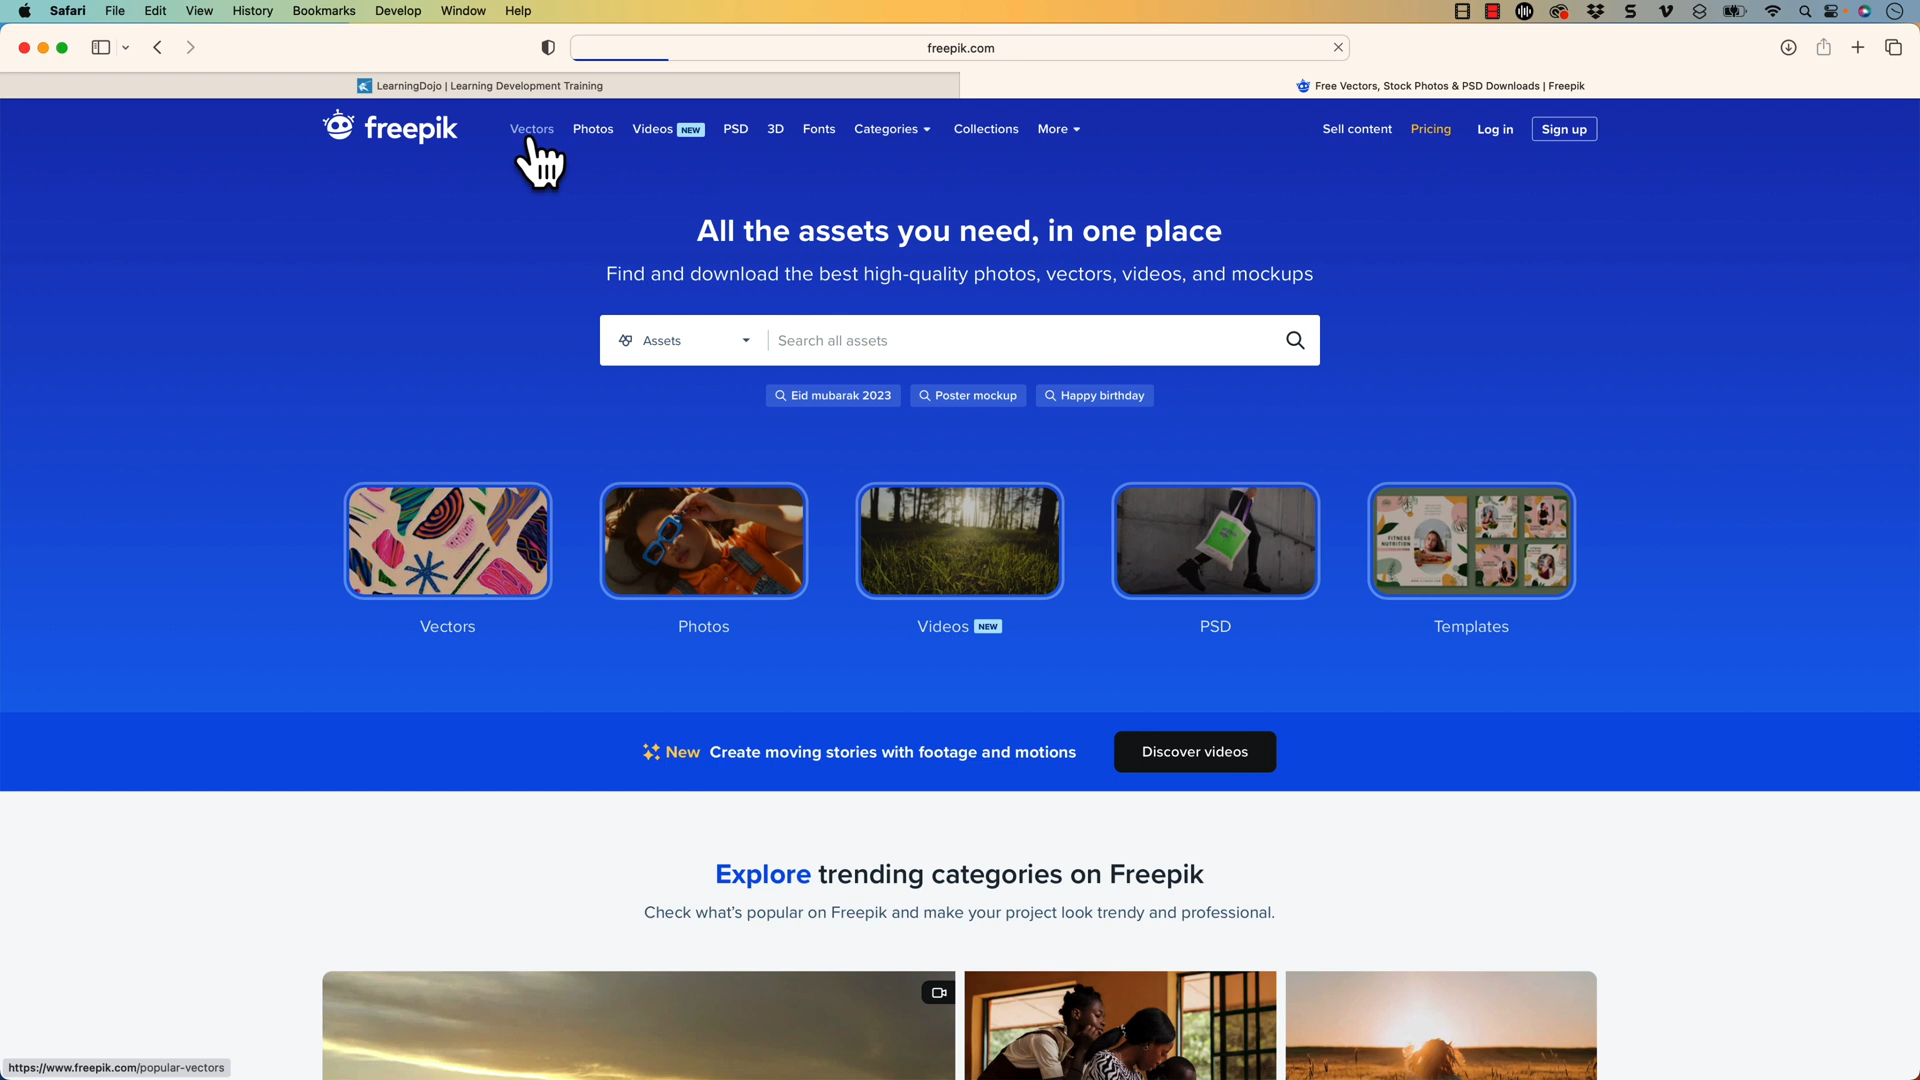 Safari File Edit View History Bookmarks Develop Window Help
freepik.com
LearningDojo | Learning Development Training
Free Vectors, Stock Photos & PSD Downloads | Freepik
freepik Vectors Photos Videos NEW PSD 3D Fonts Categories Collections More Sell content Pricing Log in Sign up
All the assets you need, in one place
Find and download the best high-quality photos, vectors, videos, and mockups
Assets Search all assets
Eid mubarak 2023 Poster mockup Happy birthday
FITNESS
NUTRITION
Vectors Photos Videos NEW PSD Templates
New Create moving stories with footage and motions Discover videos
Explore trending categories on Freepik
Check what's popular on Freepik and make your project look trendy and professional.
https://www.freepik.com/popular-vectors